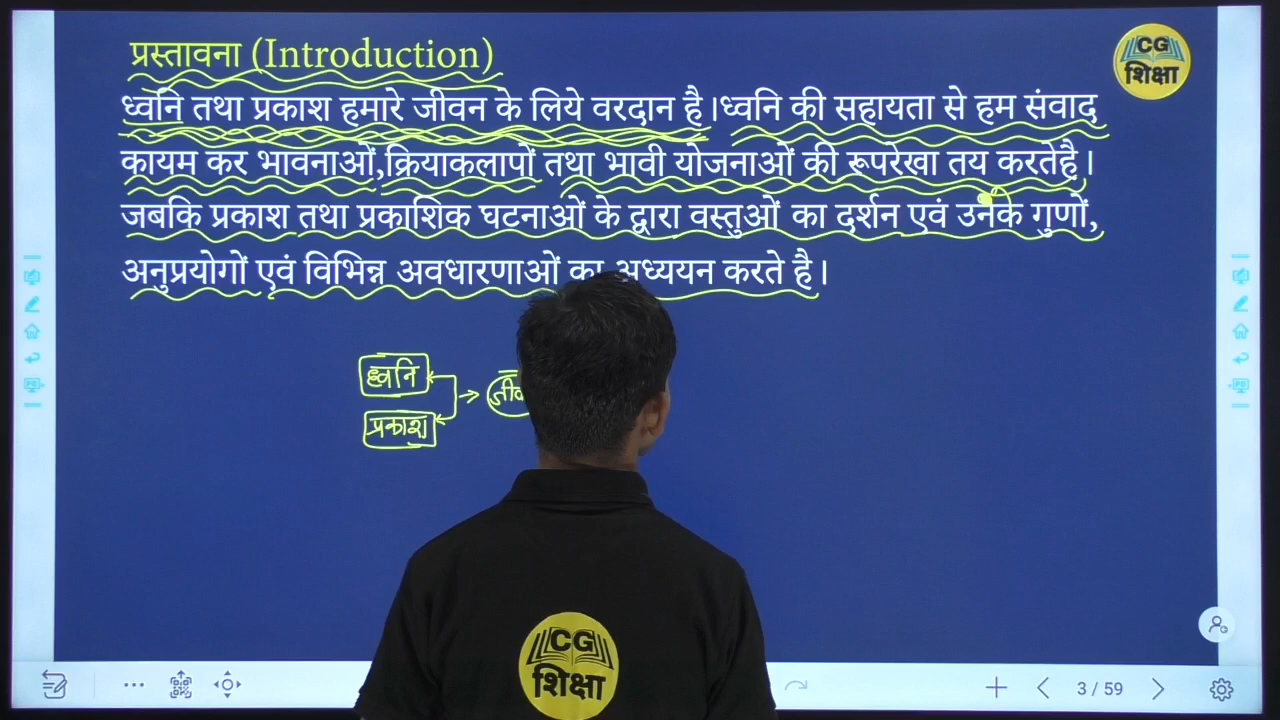 प्रस्तावना (Introduction)
CG
शिक्षा
ध्वनि तथा प्रकाश हमारे जीवन के लिये वरदान है।ध्वनि की सहायता से हम संवाद
कायम कर भावनाओं,क्रियाकलापों तथा भावी योजनाओं की रूपरेखा तय करतेहै।
जबकि प्रकाश तथा प्रकाशिक घटनाओं के द्वारा वस्तुओं का दर्शन एवं उनके गुणों,
अनुप्रयोगों एवं विभिन्न अवधारणाओं का अध्ययन करते है।
ध्वनि
प्रकाश
CG
शिक्षा
3 / 59